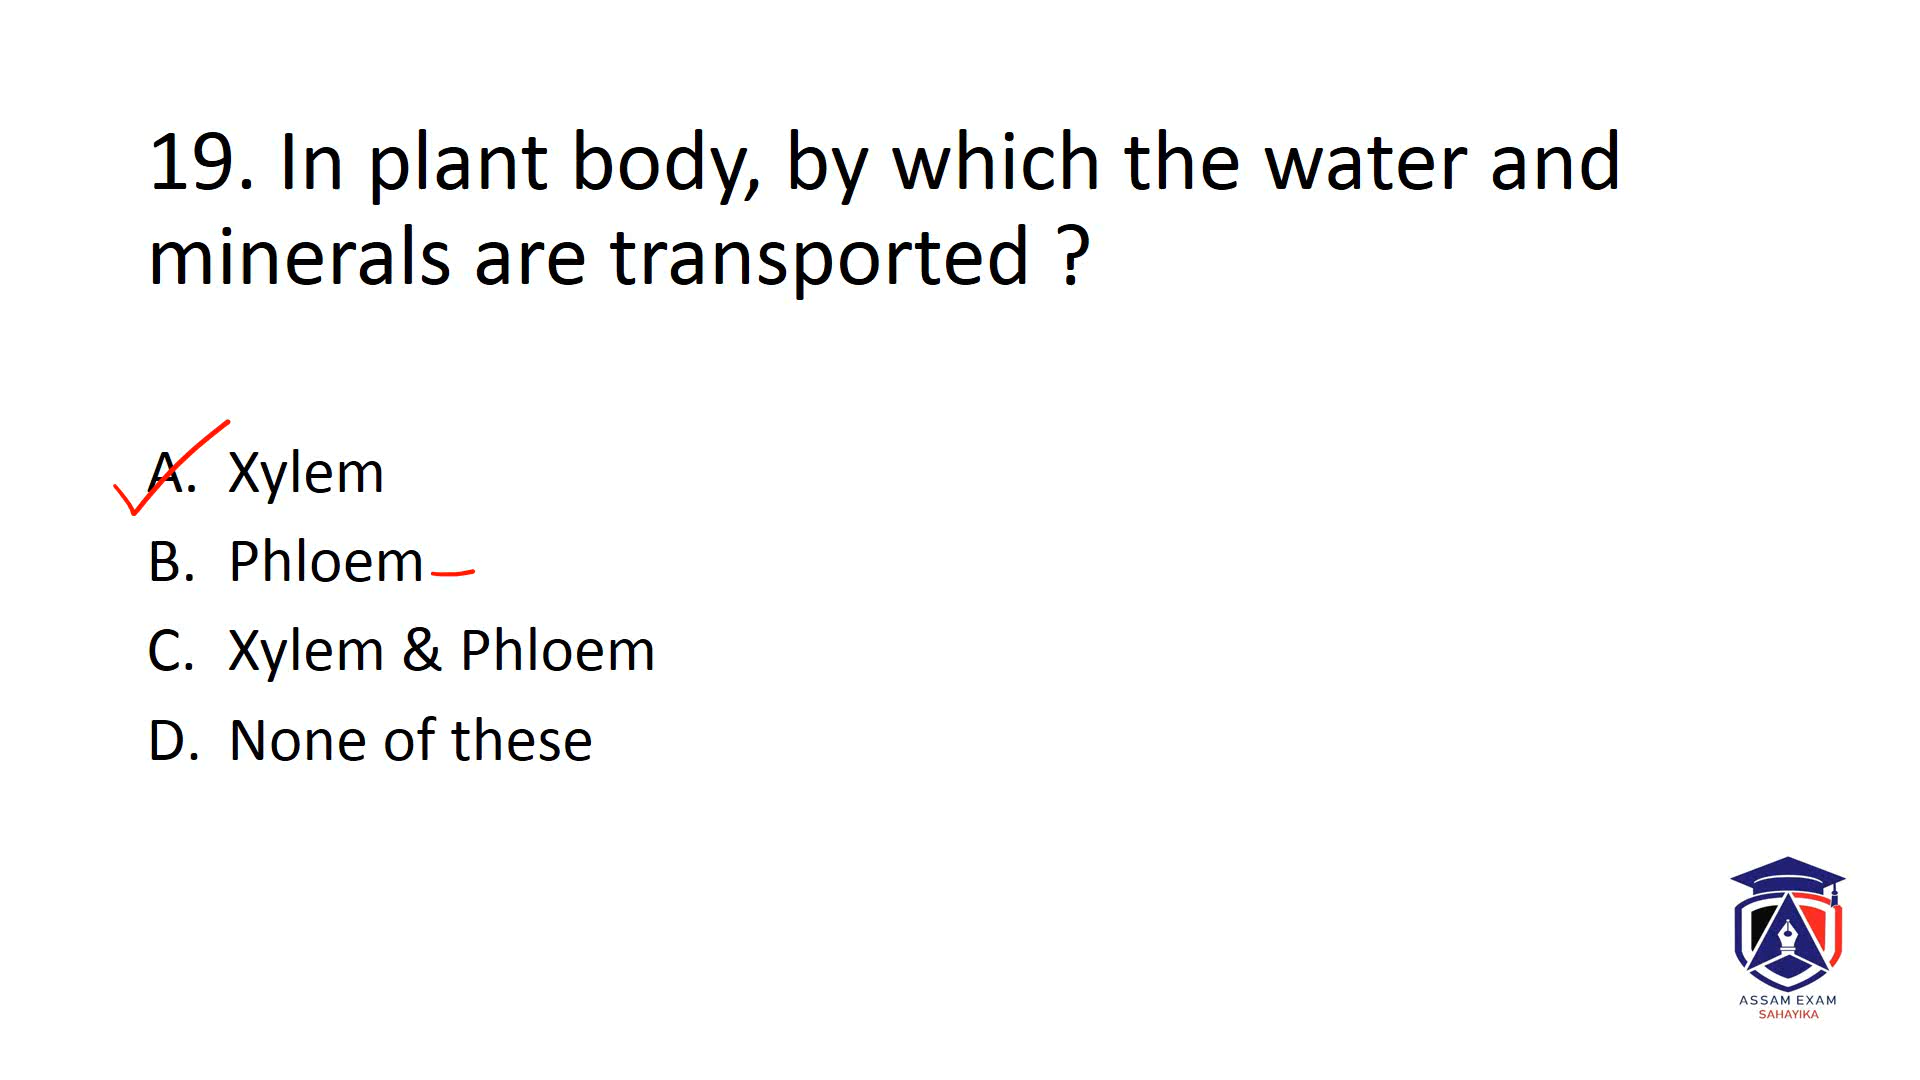 19. In plant body, by which the water and
minerals are transported ?
A. Xylem
B. Phloem
C. Xylem & Phloem
D. None of these
ASSAM EXAM
SAHAYIKA